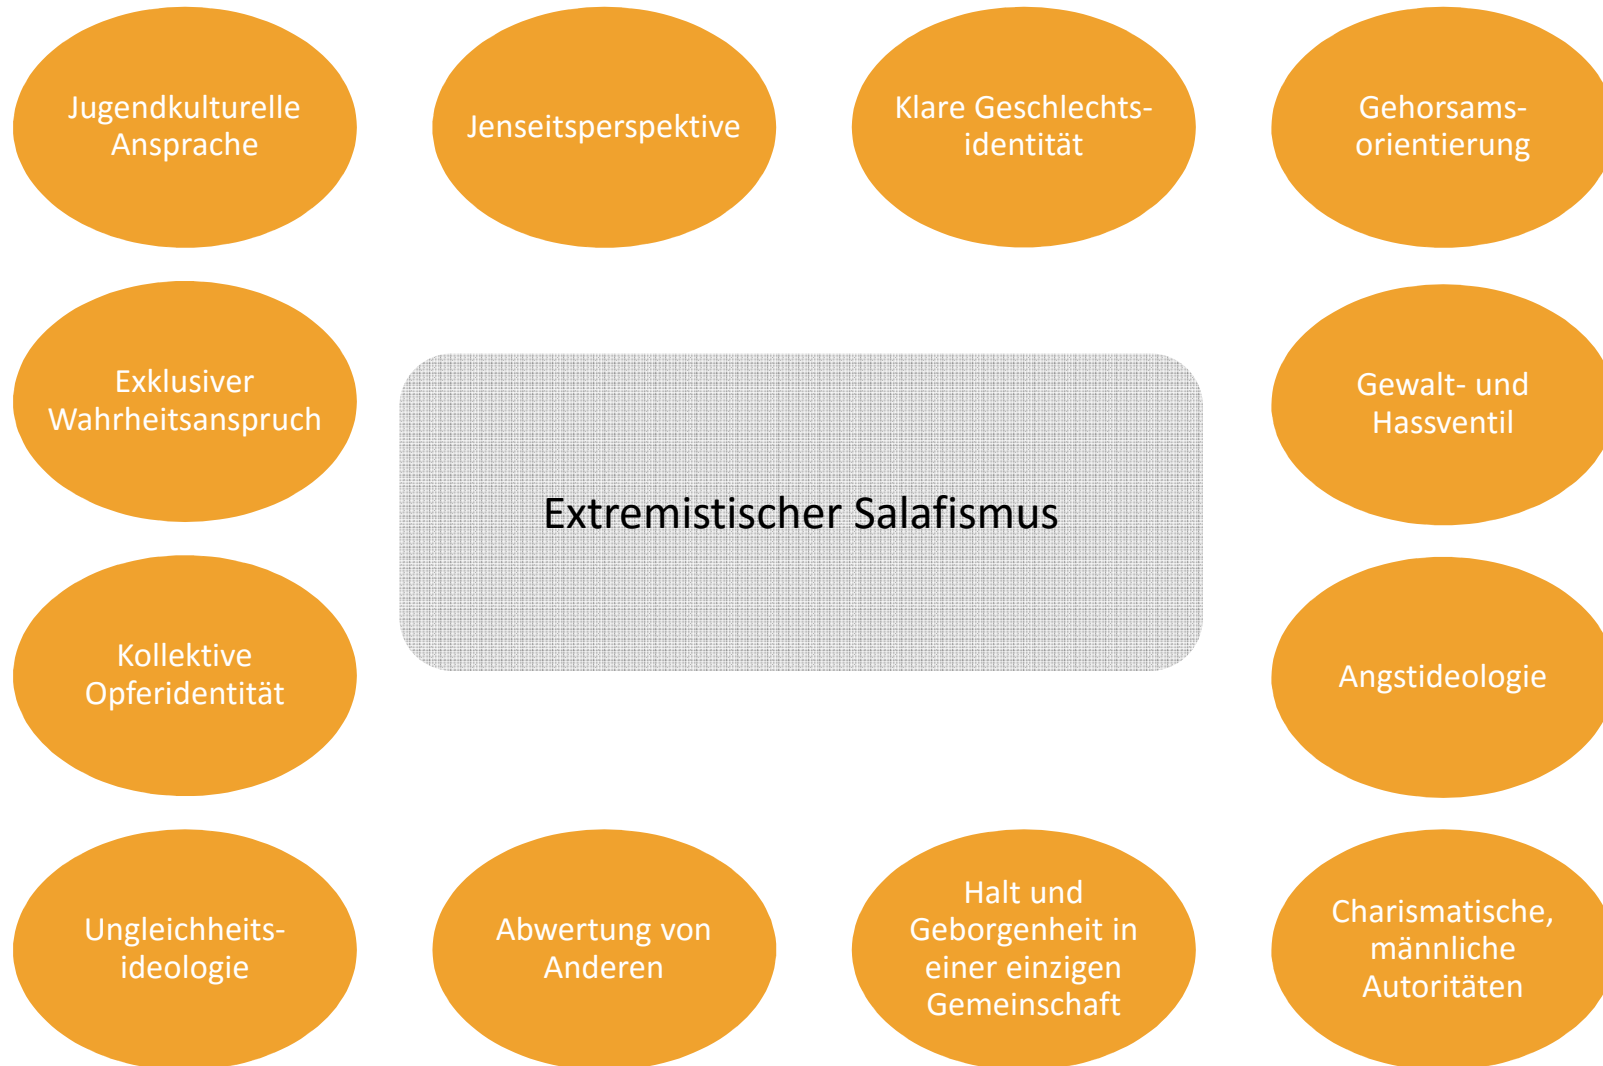 Jugendkulturelle
Ansprache
Jenseitsperspektive
Klare Geschlechts-
identität
Gehorsams-
orientierung
Exklusiver
Wahrheitsanspruch
Gewalt- und
Hassventil
Extremistischer Salafismus
Kollektive
Opferidentität
Angstideologie
Ungleichheits-
ideologie
Abwertung von
Anderen
Halt und
Geborgenheit in
einer einzigen
Gemeinschaft
Charismatische,
männliche
Autoritäten